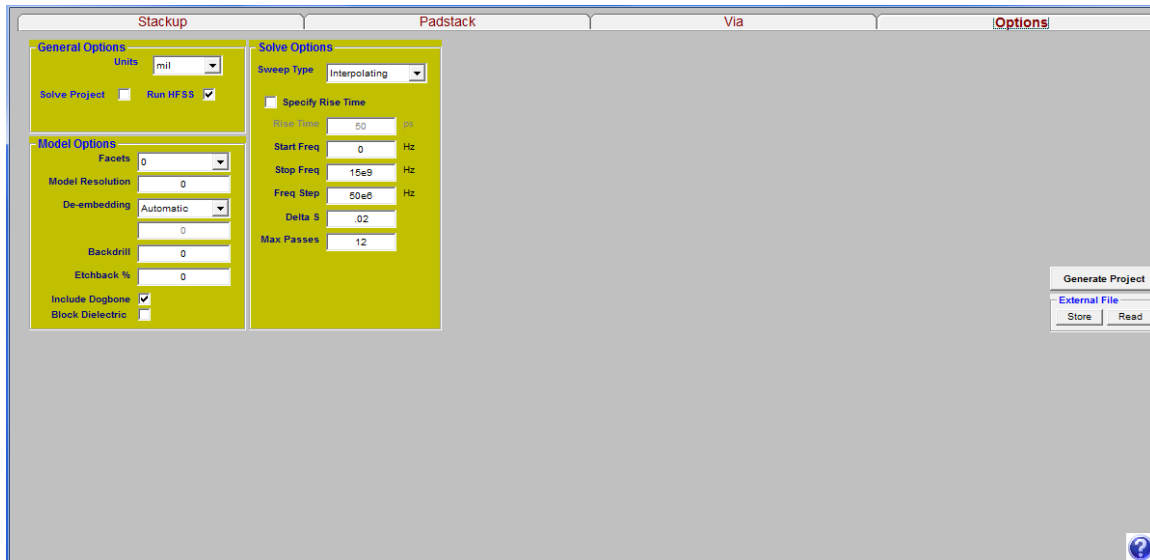 Stackup
Padstack
Via
Options
General Options
Units mil
Solve Project Run HFSS
Model Options
Facets 0
Model Resolution 0
De-embedding Automatic
0
Backdrill 0
Etchback % 0
Include Dogbone
Block Dielectric
Solve Options
Sweep Type Interpolating
Specify Rise Time
Rise Time 50 ps
Start Freq 0 Hz
Stop Freq 15e9 Hz
Freq Step 50e6 Hz
Delta S .02
Max Passes 12
Generate Project
External File
Store Read
?